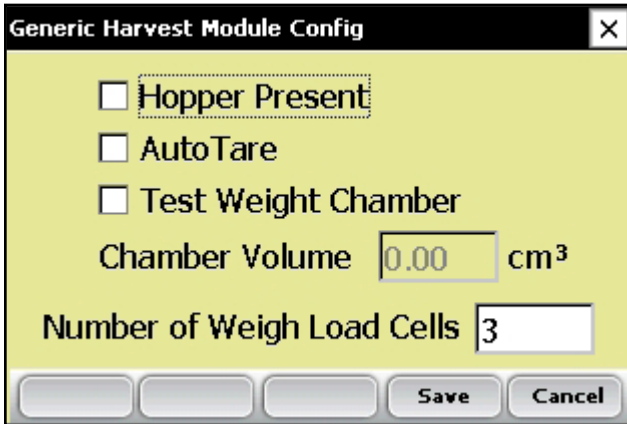 Generic Harvest Module Config
Hopper Present
AutoTare
Test Weight Chamber
Chamber Volume 0.00 cm³
Number of Weigh Load Cells 3
Save Cancel